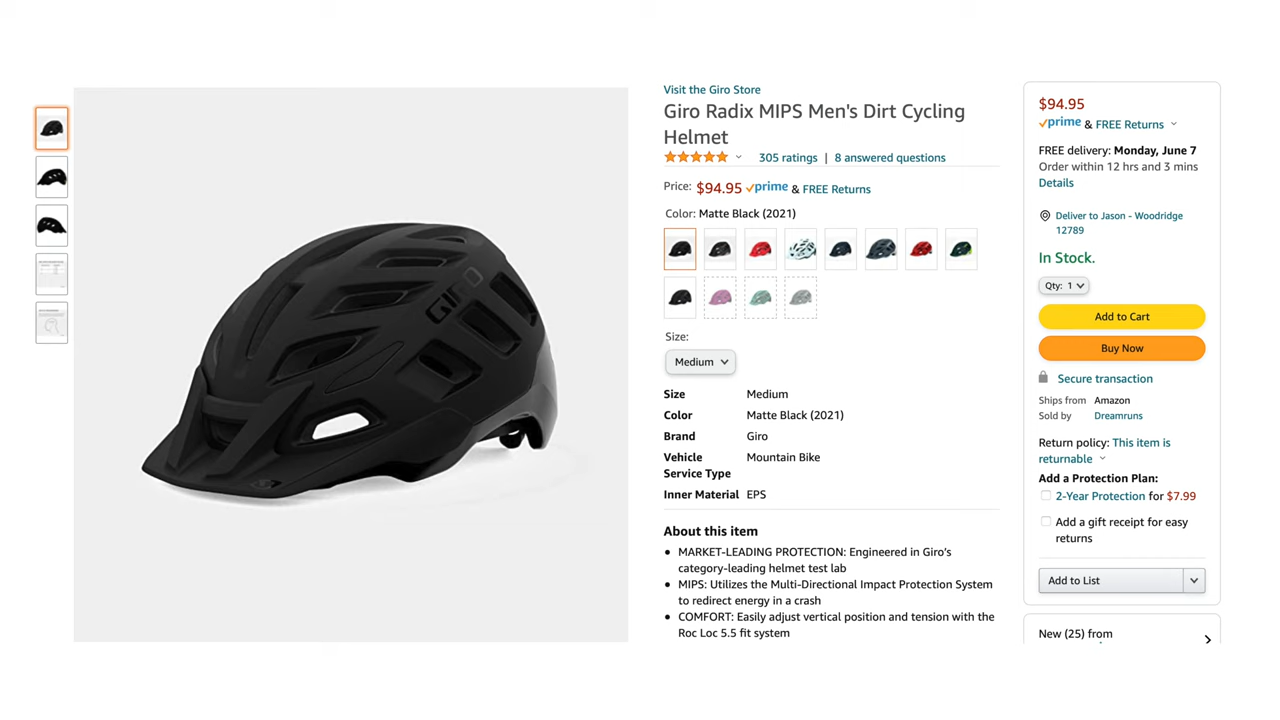 GIRO
Visit the Giro Store
Giro Radix MIPS Men's Dirt Cycling
Helmet
305 ratings | 8 answered questions
Price: $94.95 prime & FREE Returns
Color: Matte Black (2021)
Size:
Medium
Size Medium
Color Matte Black (2021)
Brand Giro
Vehicle Mountain Bike
Service Type
Inner Material EPS
About this item
• MARKET-LEADING PROTECTION: Engineered in Giro's
category-leading helmet test lab
• MIPS: Utilizes the Multi-Directional Impact Protection System
to redirect energy in a crash
• COMFORT: Easily adjust vertical position and tension with the
Roc Loc 5.5 fit system
$94.95
prime & FREE Returns
FREE delivery: Monday, June 7
Order within 12 hrs and 3 mins
Details
Deliver to Jason - Woodridge
12789
In Stock.
Qty: 1
Add to Cart
Buy Now
Secure transaction
Ships from Amazon
Sold by Dreamruns
Return policy: This item is
returnable
Add a Protection Plan:
2-Year Protection for $7.99
Add a gift receipt for easy
returns
Add to List
New (25) from